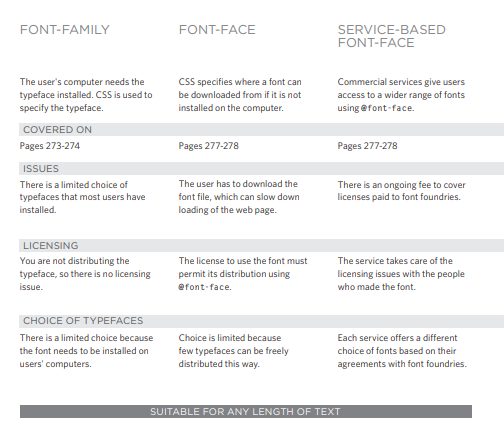 FONT-FAMILY
The user's computer needs the
typeface installed. CSS is used to
specify the typeface.
FONT-FACE
CSS specifies where a font can
be downloaded from if it is not
installed on the computer.
SERVICE-BASED
FONT-FACE
Commercial services give users
access to a wider range of fonts
using @font-face.
COVERED ON
Pages 273-274
Pages 277-278
Pages 277-278
ISSUES
There is a limited choice of
typefaces that most users have
installed.
The user has to download the
font file, which can slow down
loading of the web page.
There is an ongoing fee to cover
licenses paid to font foundries.
LICENSING
You are not distributing the
typeface, so there is no licensing
issue.
The license to use the font must
permit its distribution using
@font-face.
The service takes care of the
licensing issues with the people
who made the font.
CHOICE OF TYPEFACES
There is a limited choice because
the font needs to be installed on
users' computers.
Choice is limited because
few typefaces can be freely
distributed this way.
Each service offers a different
choice of fonts based on their
agreements with font foundries.
SUITABLE FOR ANY LENGTH OF TEXT